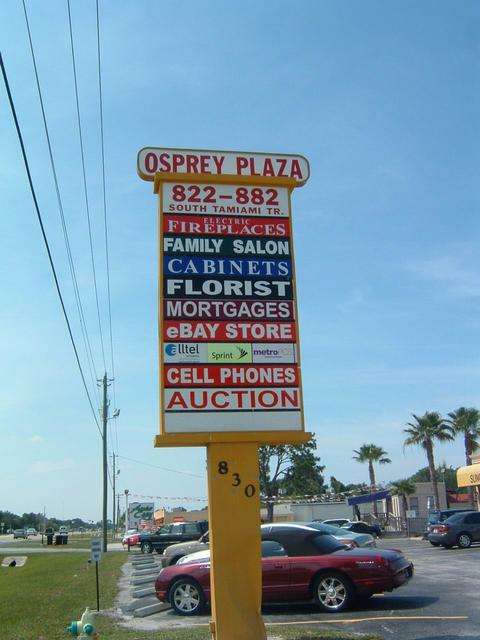 OSPREY PLAZA
822-882
SOUTH TAMIAMI TR.
ELECTRIC
FIREPLACES
FAMILY SALON
CABINETS
FLORIST
MORTGAGES
eBAY STORE
alltel Sprint metroPCS
CELL PHONES
AUCTION
830